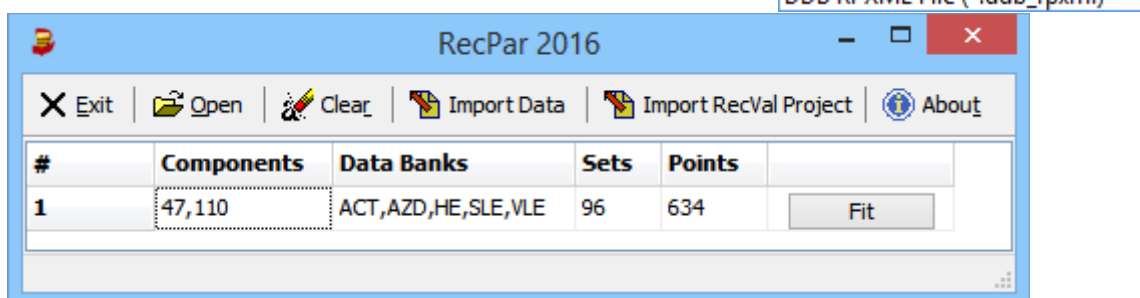 RecPar 2016
Exit Open Clear Import Data Import RecVal Project About
# Components Data Banks Sets Points
1 47,110 ACT,AZD,HE,SLE,VLE 96 634 Fit